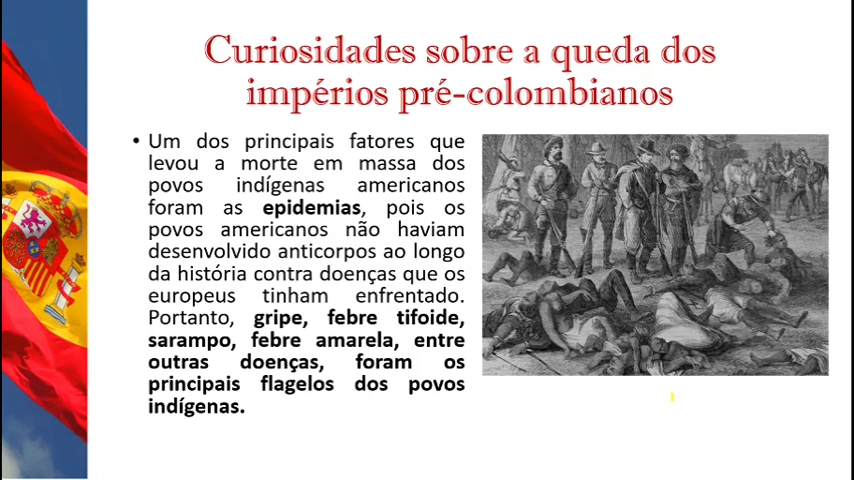 Curiosidades sobre a queda dos
impérios pré-colombianos
• Um dos principais fatores que
levou a morte em massa dos
povos indígenas americanos
foram as epidemias, pois os
povos americanos não haviam
desenvolvido anticorpos ao longo
da história contra doenças que os
europeus tinham enfrentado.
Portanto, gripe, febre tifoide,
sarampo, febre amarela, entre
outras doenças, foram os
principais flagelos dos povos
indígenas.